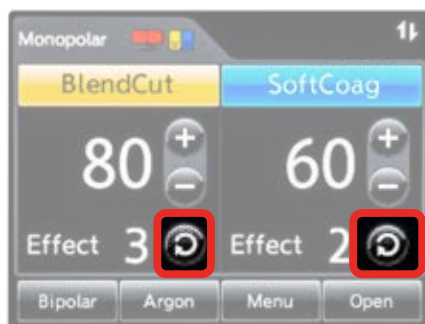 Monopolar
BlendCut SoftCoag
80 + - 60 + -
Effect 3 Effect 2
Bipolar Argon Menu Open